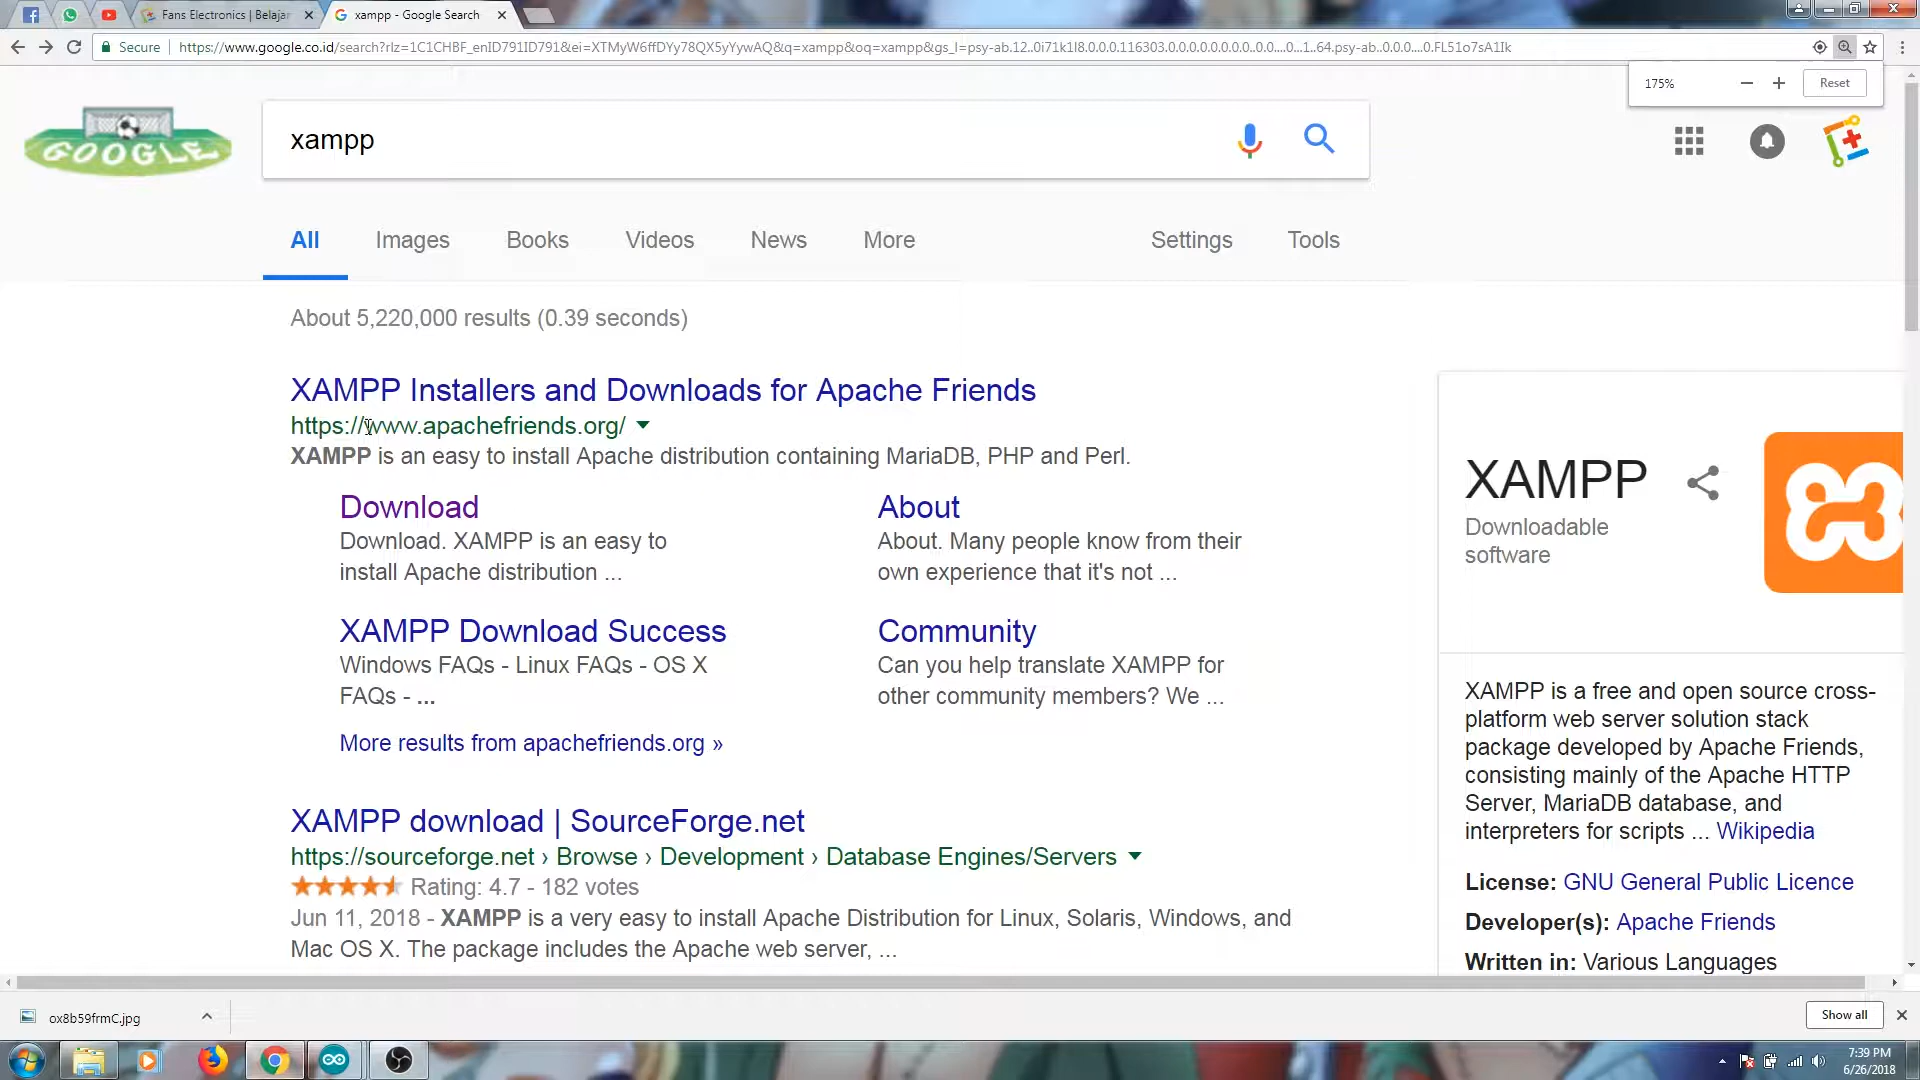 Fans Electronics | Belajar
xampp - Google Search
Secure
https://www.google.co.id/search?rlz=1C1CHBF_enID791ID791&ei=XTMyW6ffDYy78QX5yYywAQ&q=xampp&oq=xampp&gs_l=psy-ab.12..0i71k1l8.0.0.0.116303.0.0.0.0.0.0.0.0..0.0....0...1..64.psy-ab..0.0.0....0.FL51o7sA1Ik
175%
Reset
GOOGLE
xampp
All
Images
Books
Videos
News
More
Settings
Tools
About 5,220,000 results (0.39 seconds)
XAMPP Installers and Downloads for Apache Friends
https://www.apachefriends.org/
XAMPP is an easy to install Apache distribution containing MariaDB, PHP and Perl.
Download
Download. XAMPP is an easy to
install Apache distribution ...
About
About. Many people know from their
own experience that it's not ...
XAMPP Download Success
Windows FAQs - Linux FAQs - OS X
FAQs - ...
Community
Can you help translate XAMPP for
other community members? We ...
More results from apachefriends.org »
XAMPP download | SourceForge.net
https://sourceforge.net › Browse › Development › Database Engines/Servers
Rating: 4.7 - 182 votes
Jun 11, 2018 - XAMPP is a very easy to install Apache Distribution for Linux, Solaris, Windows, and
Mac OS X. The package includes the Apache web server, ...
XAMPP
Downloadable
software
XAMPP is a free and open source cross-
platform web server solution stack
package developed by Apache Friends,
consisting mainly of the Apache HTTP
Server, MariaDB database, and
interpreters for scripts ... Wikipedia
License: GNU General Public Licence
Developer(s): Apache Friends
Written in: Various Languages
ox8b59frmC.jpg
Show all
7:39 PM
6/26/2018